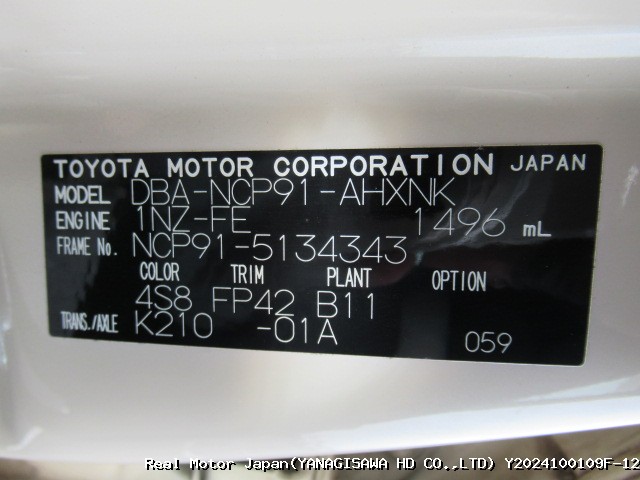 TOYOTA MOTOR CORPORATION JAPAN
MODEL DBA-NCP91-AHXNK
ENGINE 1NZ-FE 1496 mL
FRAME No. NCP91-5134343
COLOR TRIM PLANT OPTION
4S8 FP42 B11
TRANS./AXLE K210 -01A
059
Real Motor Japan(YANAGISAWA HD CO.,LTD) Y2024100109F-12